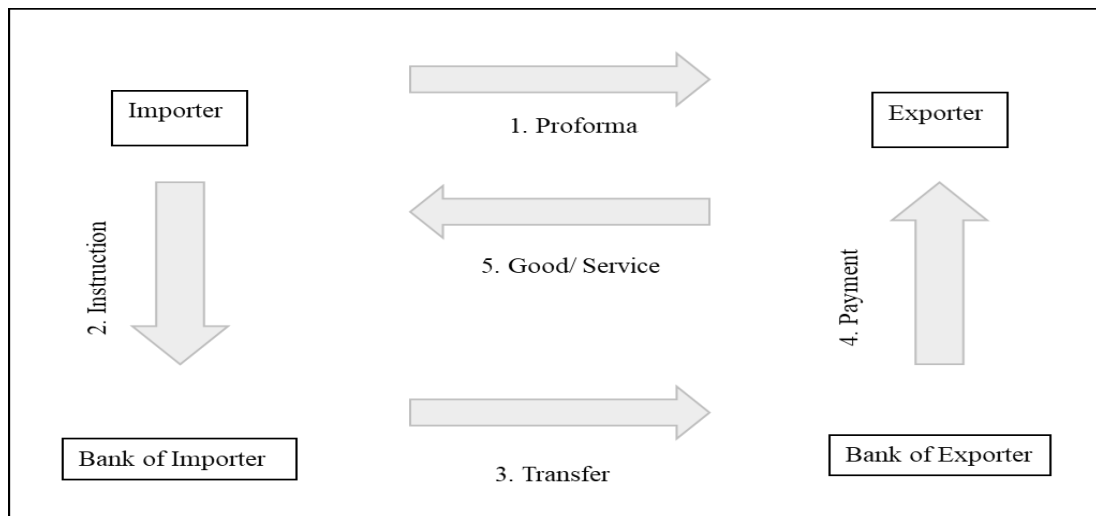 Importer
Exporter
1. Proforma
5. Good/ Service
2. Instruction
4. Payment
Bank of Importer
Bank of Exporter
3. Transfer